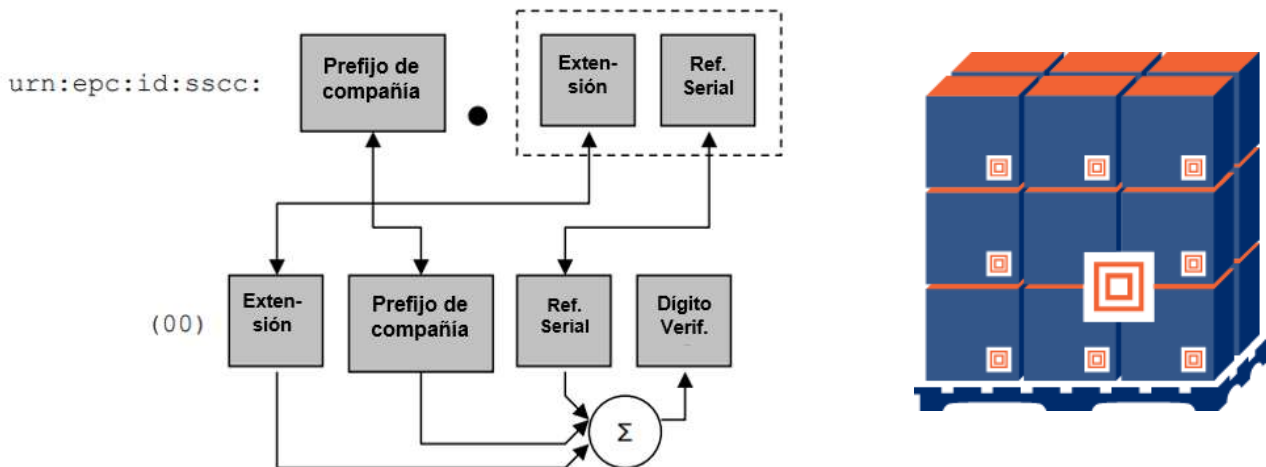 urn:epc:id:sscc:
Prefijo de
compañía
●
Exten-
sión
Ref.
Serial
(00)
Exten-
sión
Prefijo de
compañía
Ref.
Serial
Dígito
Verif.
Σ